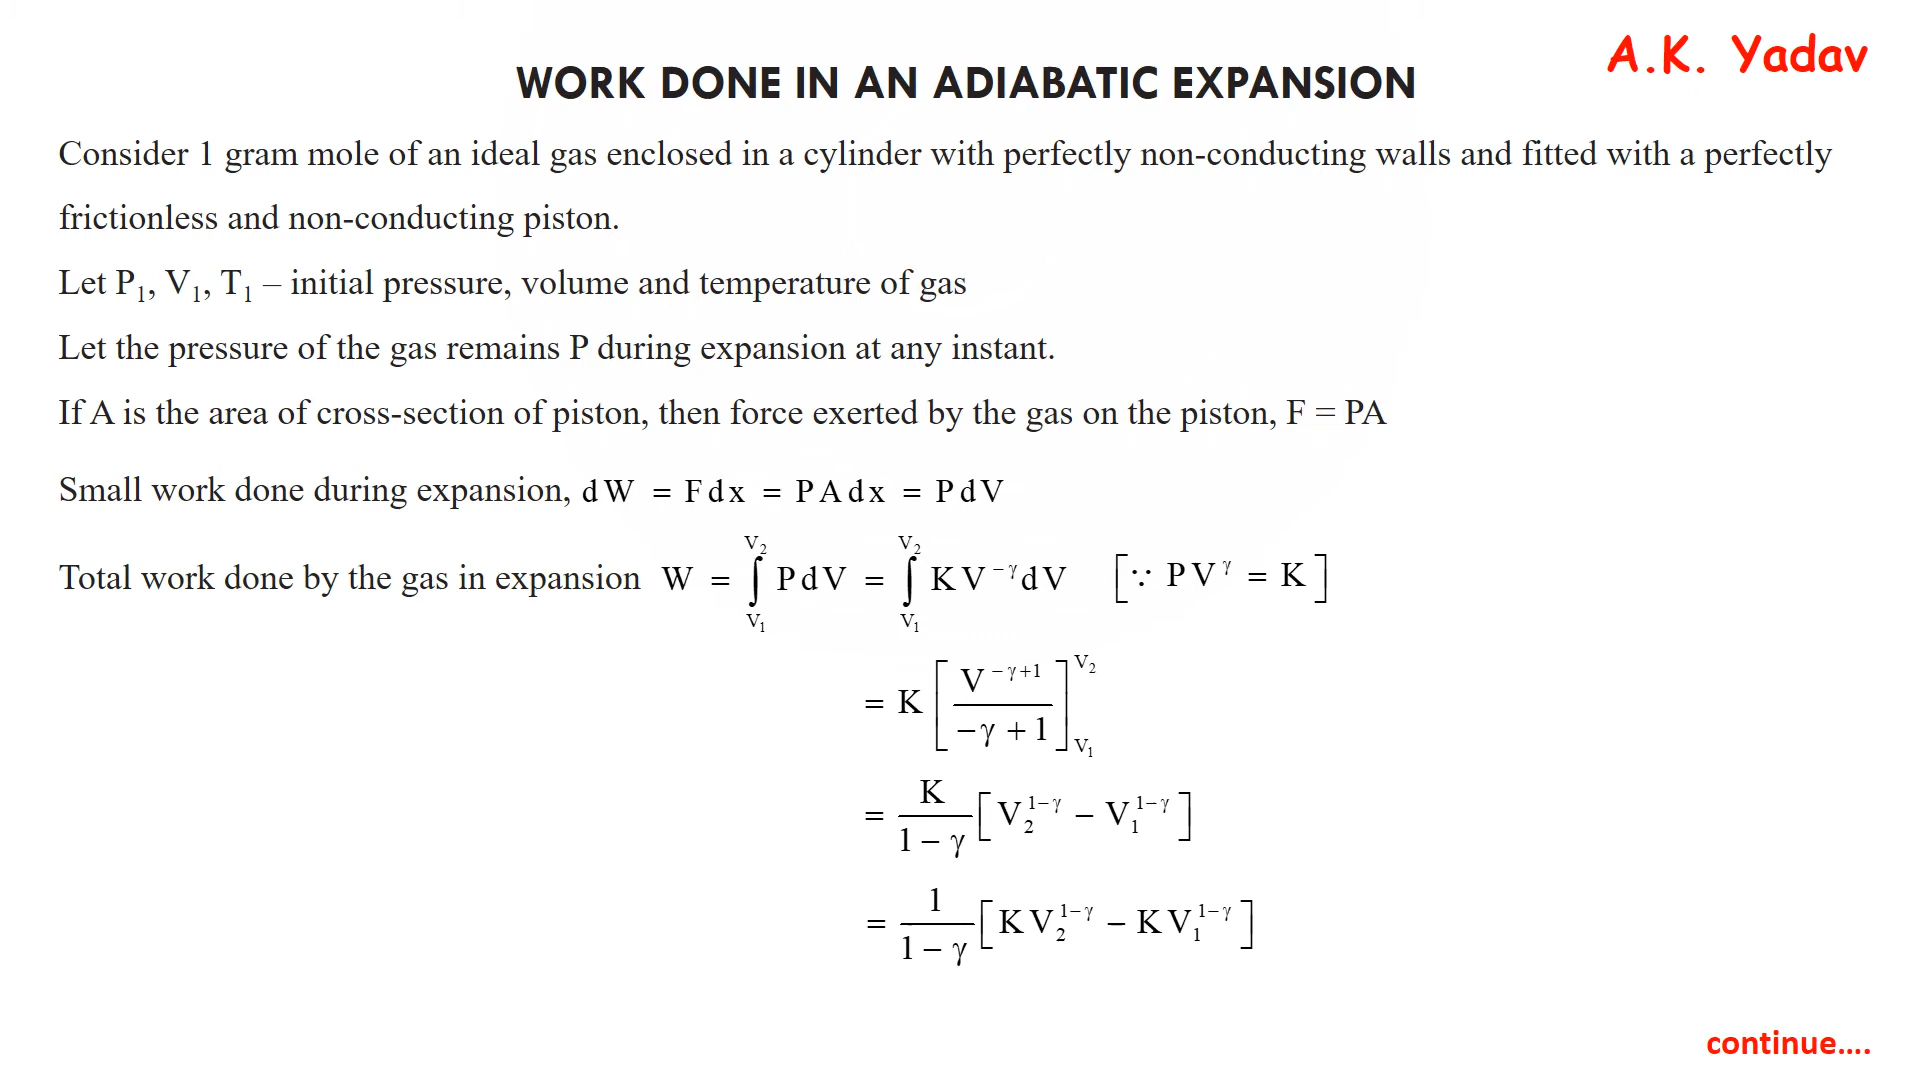 A.K. Yadav
WORK DONE IN AN ADIABATIC EXPANSION
Consider 1 gram mole of an ideal gas enclosed in a cylinder with perfectly non-conducting walls and fitted with a perfectly
frictionless and non-conducting piston.
Let P₁, V₁, T₁ – initial pressure, volume and temperature of gas
Let the pressure of the gas remains P during expansion at any instant.
If A is the area of cross-section of piston, then force exerted by the gas on the piston, F = PA
Small work done during expansion, dW = Fdx = PAdx = PdV
Total work done by the gas in expansion W = ∫_{V₁}^{V₂} PdV = ∫_{V₁}^{V₂} KV^{−γ}dV [∵ PV^{γ} = K]
= K [V^{−γ+1} / (−γ+1)]_{V₁}^{V₂}
= K/(1−γ) [V₂^{1−γ} − V₁^{1−γ}]
= 1/(1−γ) [KV₂^{1−γ} − KV₁^{1−γ}]
continue....